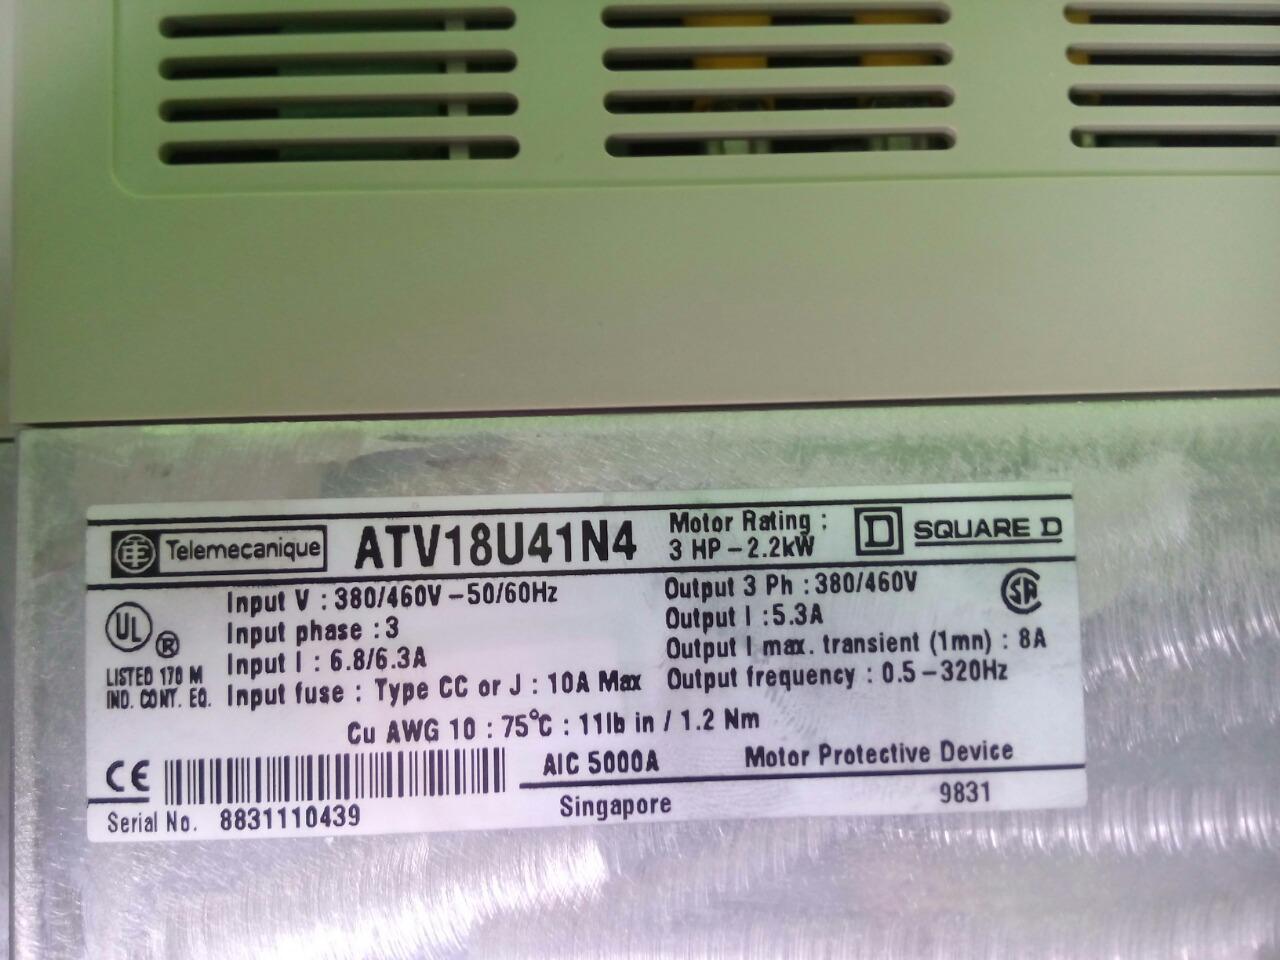 Telemecanique
ATV18U41N4
Motor Rating :
3 HP - 2.2kW
D
SQUARE D
UL
®
LISTED 170 M
IND. CONT. EQ.
Input V : 380/460V - 50/60Hz
Input phase : 3
Input I : 6.8/6.3A
Input fuse : Type CC or J : 10A Max
Output 3 Ph : 380/460V
Output I : 5.3A
Output I max. transient (1mn) : 8A
Output frequency : 0.5 - 320Hz
SA
Cu AWG 10 : 75°C : 11lb in / 1.2 Nm
CE
AIC 5000A
Motor Protective Device
Serial No. 8831110439
Singapore
9831